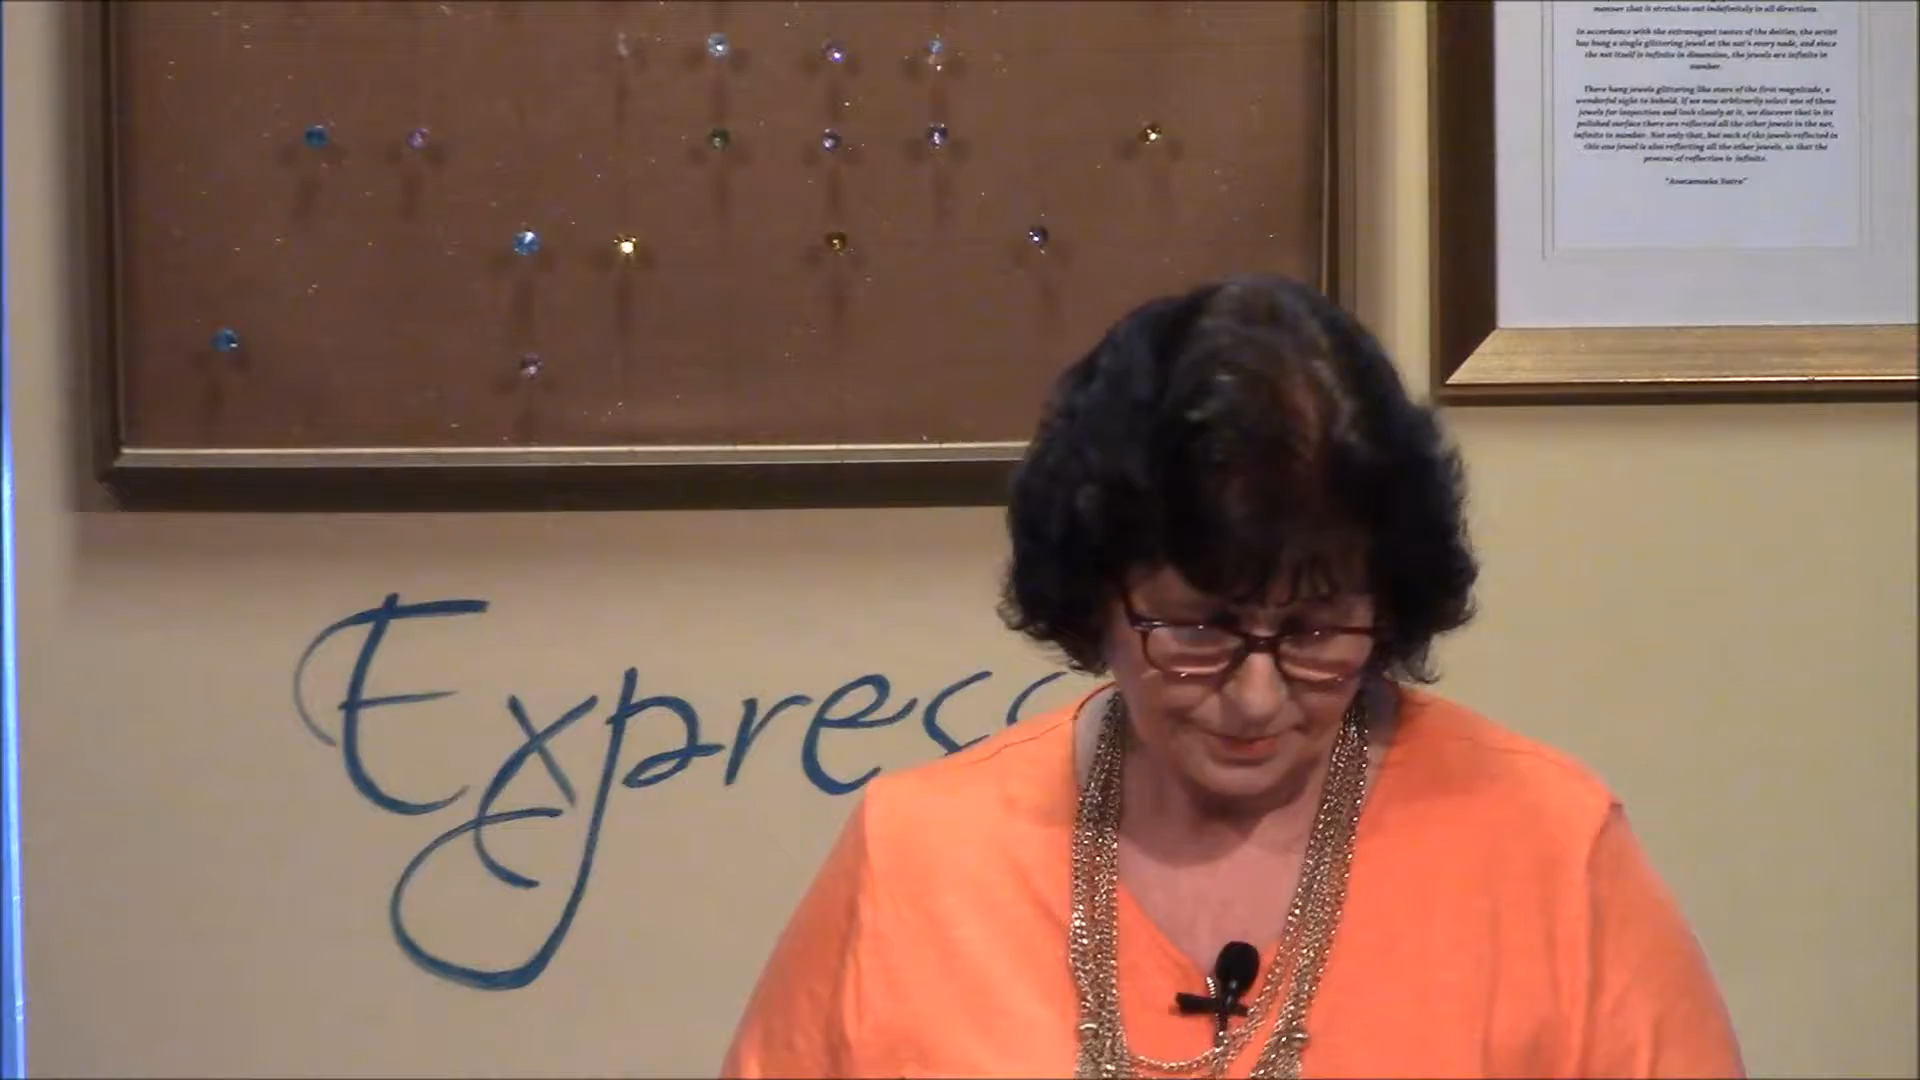 manner that it stretches out indefinitely in all directions.
In accordance with the extravagant tastes of the deities, the artist
has hung a single glittering jewel at the net's every node, and since
the net itself is infinite in dimension, the jewels are infinite in
number.
There hang jewels glittering like stars of the first magnitude, a
wonderful sight to behold. If we now arbitrarily select one of these
jewels for inspection and look closely at it, we discover that in its
polished surface there are reflected all the other jewels in the net,
infinite in number. Not only that, but each of the jewels reflected in
this one jewel is also reflecting all the other jewels, so that the
process of reflection is infinite.
"Avatamsaka Sutra"
Express